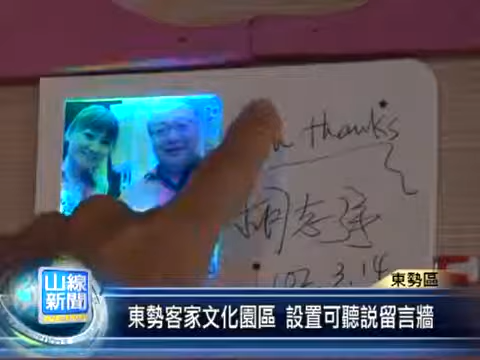 thanks
102.3.14
東勢區
山線
新聞
東勢客家文化園區 設置可聽説留言牆